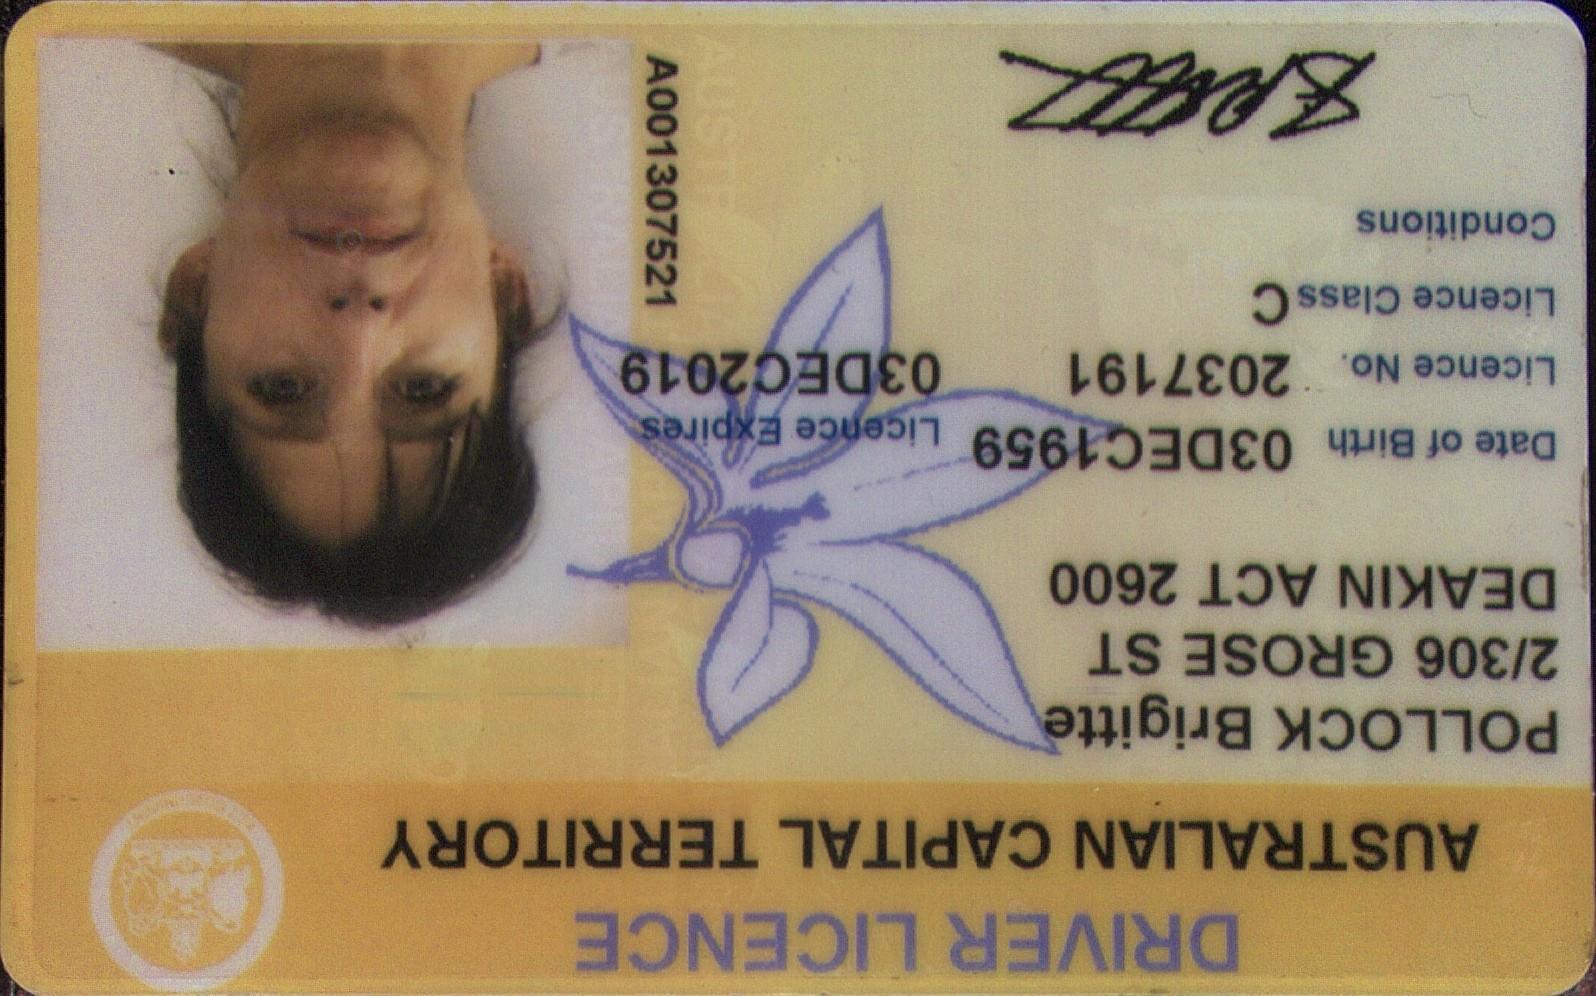 DRIVER LICENCE
AUSTRALIAN CAPITAL TERRITORY
POLLOCK Brigitte
2/306 GROSE ST
DEAKIN ACT 2600
Date of Birth 03DEC1959
Licence Expires
Licence No. 2037191
03DEC2019
Licence Class C
Conditions
A001307521